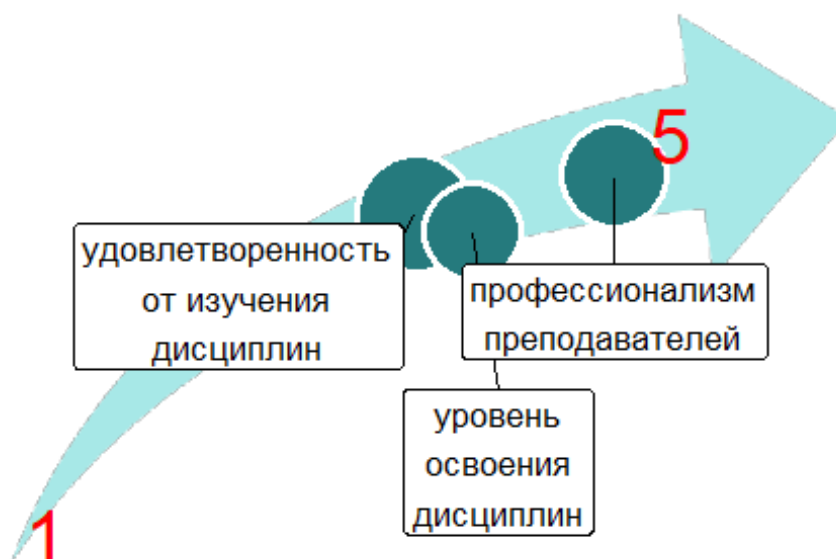 5
удовлетворенность
от изучения
дисциплин
профессионализм
преподавателей
уровень
освоения
дисциплин
1